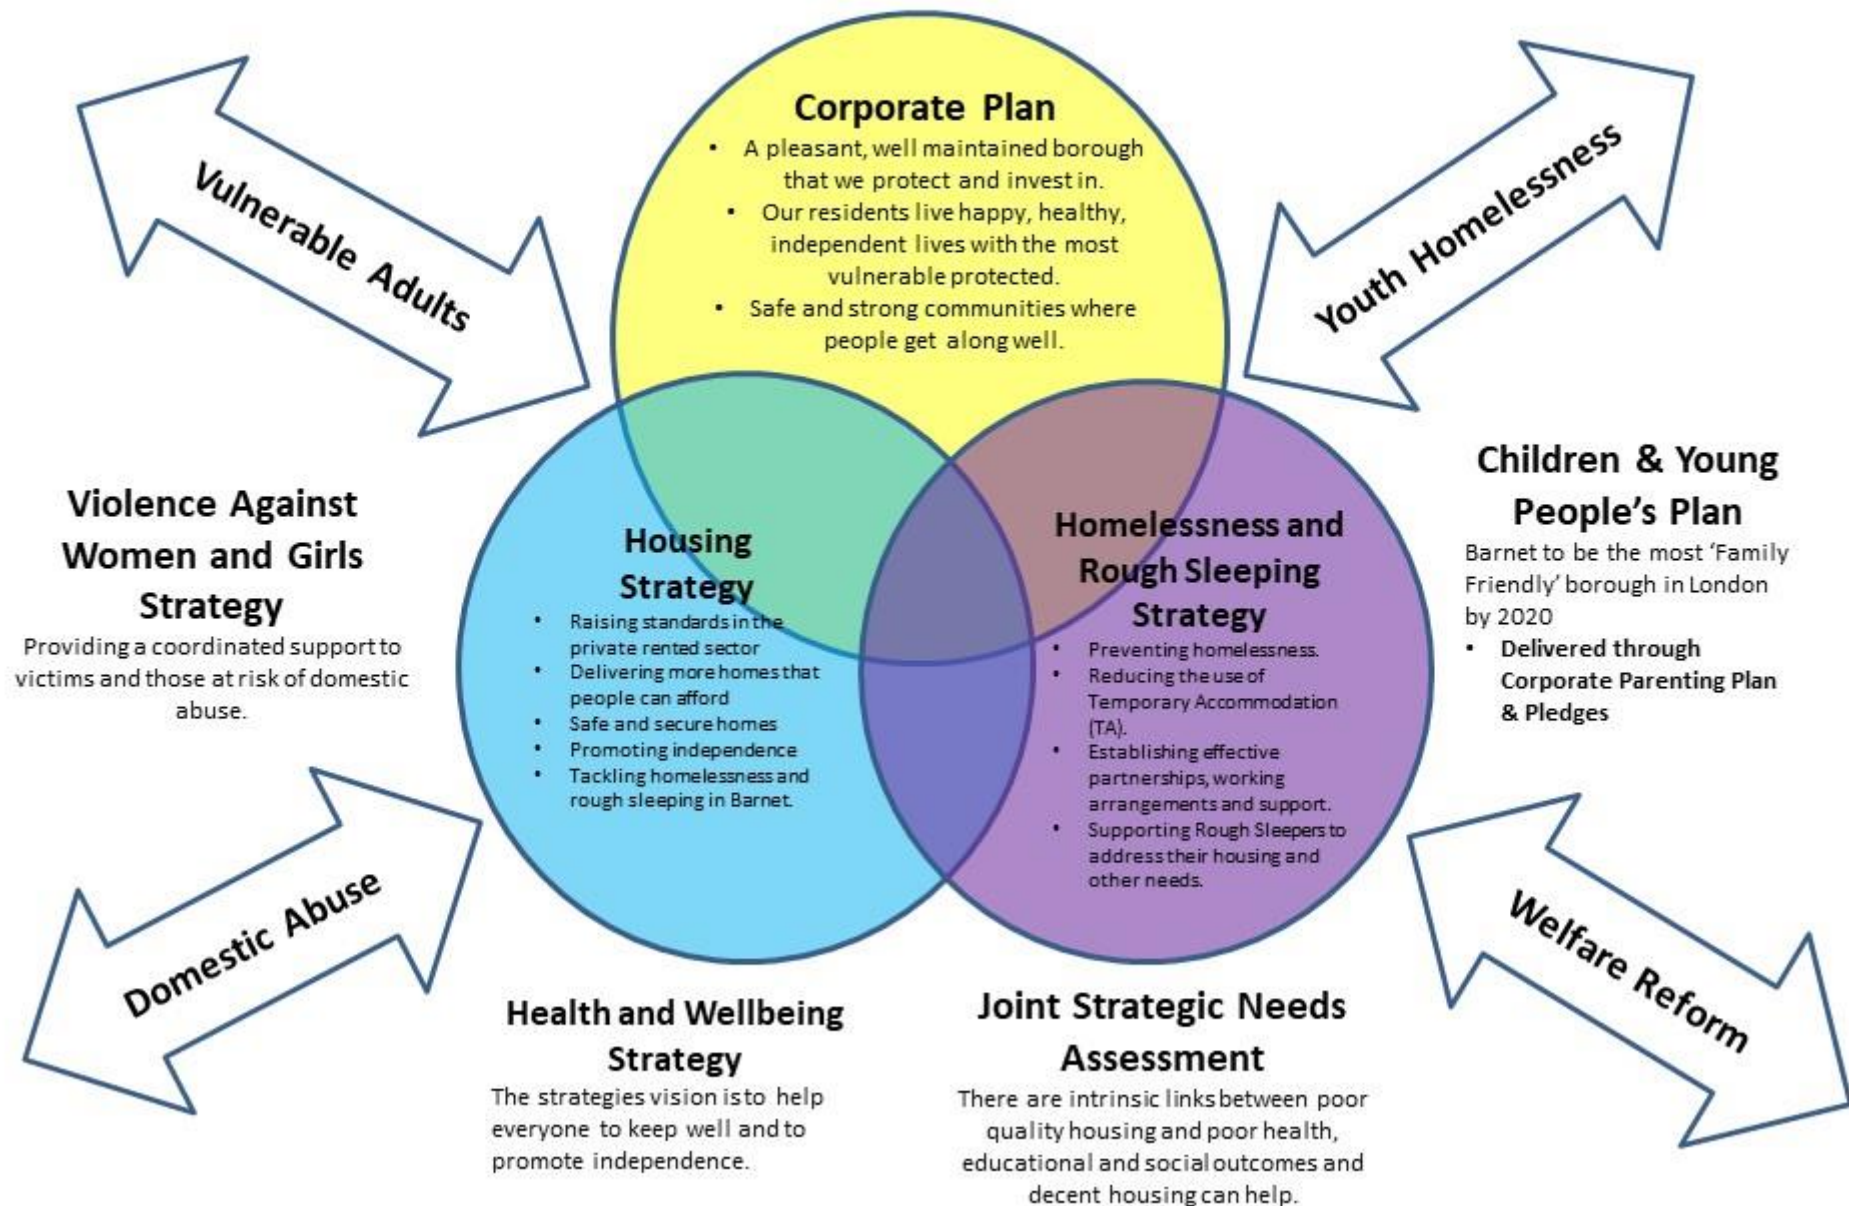 Corporate Plan
• A pleasant, well maintained borough
that we protect and invest in.
• Our residents live happy, healthy,
independent lives with the most
vulnerable protected.
• Safe and strong communities where
people get along well.
Vulnerable Adults
Youth Homelessness
Violence Against
Women and Girls
Strategy
Providing a coordinated support to
victims and those at risk of domestic
abuse.
Housing
Strategy
• Raising standards in the
private rented sector
• Delivering more homes that
people can afford
• Safe and secure homes
• Promoting independence
• Tackling homelessness and
rough sleeping in Barnet.
Homelessness and
Rough Sleeping
Strategy
• Preventing homelessness.
• Reducing the use of
Temporary Accommodation
(TA).
• Establishing effective
partnerships, working
arrangements and support.
• Supporting Rough Sleepers to
address their housing and
other needs.
Children & Young
People’s Plan
Barnet to be the most ‘Family
Friendly’ borough in London
by 2020
• Delivered through
Corporate Parenting Plan
& Pledges
Domestic Abuse
Welfare Reform
Health and Wellbeing
Strategy
The strategies vision is to help
everyone to keep well and to
promote independence.
Joint Strategic Needs
Assessment
There are intrinsic links between poor
quality housing and poor health,
educational and social outcomes and
decent housing can help.